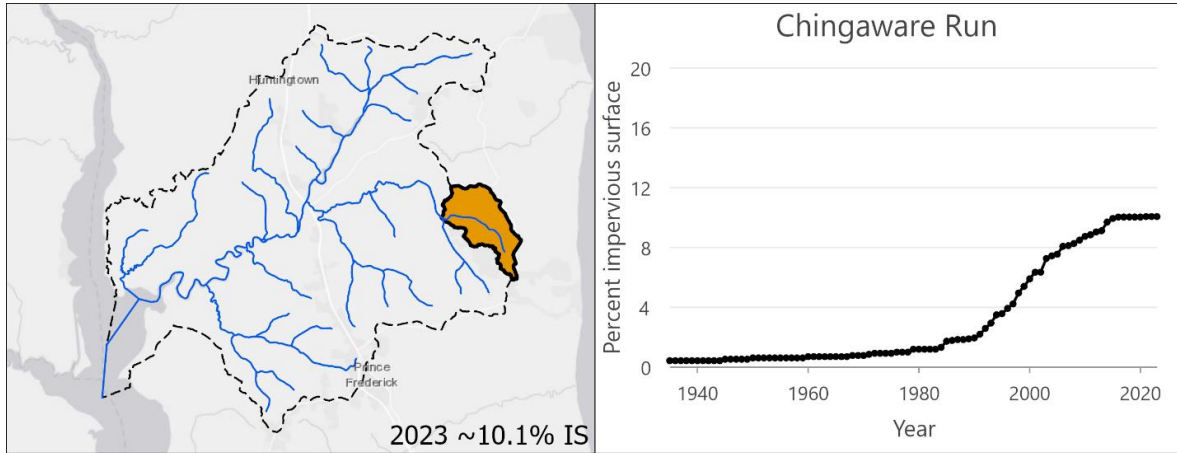 Huntingtown
Prince
Frederick
2023 ~10.1% IS
Chingaware Run
Percent impervious surface
20
16
12
8
4
0
1940
1960
1980
2000
2020
Year